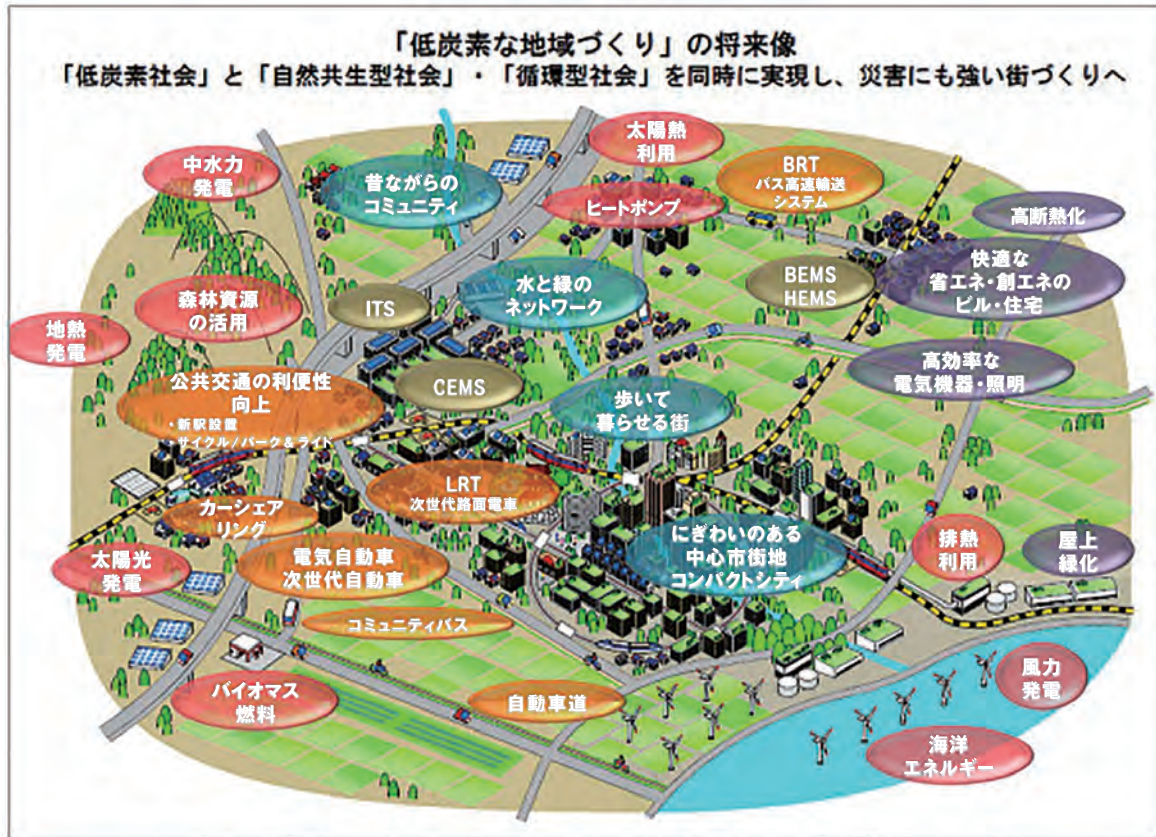 「低炭素な地域づくり」の将来像
「低炭素社会」と「自然共生型社会」・「循環型社会」を同時に実現し、災害にも強い街づくりへ
中水力
発電
昔ながらの
コミュニティ
太陽熱
利用
ヒートポンプ
BRT
バス高速輸送
システム
高断熱化
快適な
省エネ・創エネの
ビル・住宅
BEMS
HEMS
水と緑の
ネットワーク
ITS
森林資源
の活用
地熱
発電
公共交通の利便性
向上
・新駅設置
・サイクル/パーク&ライド
CEMS
歩いて
暮らせる街
高効率な
電気機器・照明
LRT
次世代路面電車
カーシェア
リング
太陽光
発電
電気自動車
次世代自動車
にぎわいのある
中心市街地
コンパクトシティ
排熱
利用
屋上
緑化
コミュニティバス
バイオマス
燃料
自動車道
風力
発電
海洋
エネルギー